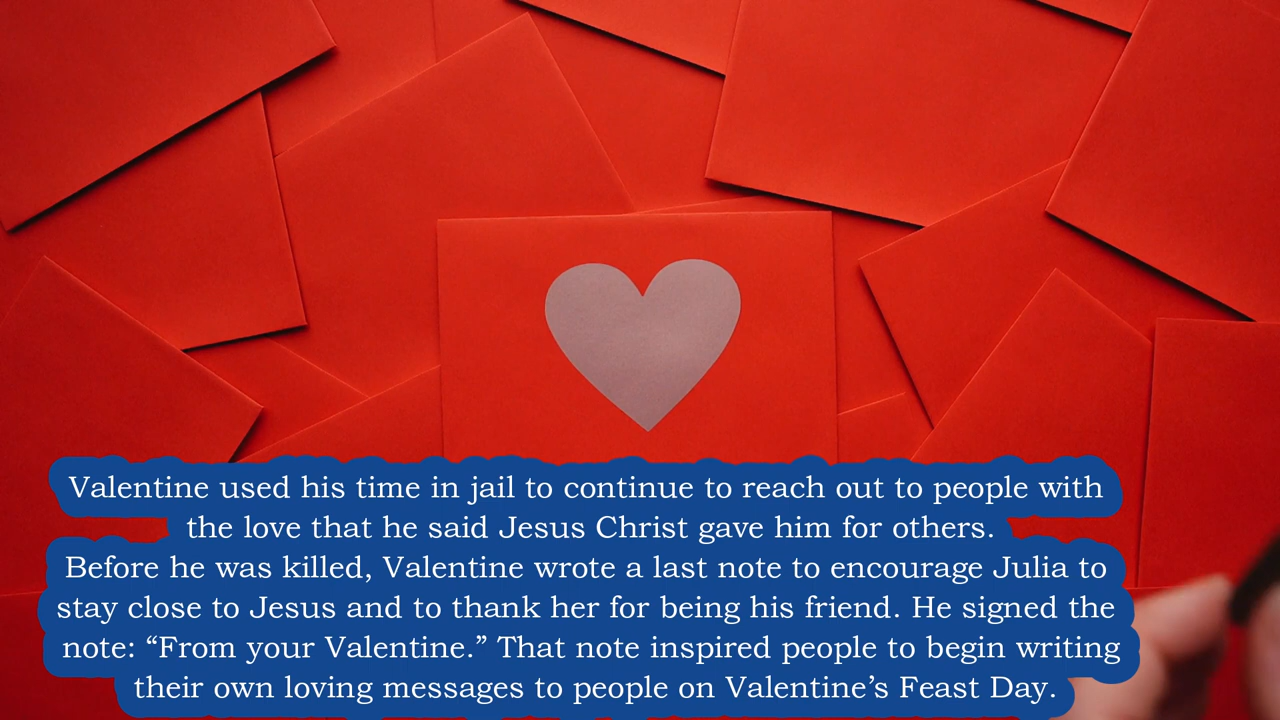 Valentine used his time in jail to continue to reach out to people with
the love that he said Jesus Christ gave him for others.
Before he was killed, Valentine wrote a last note to encourage Julia to
stay close to Jesus and to thank her for being his friend. He signed the
note: “From your Valentine.” That note inspired people to begin writing
their own loving messages to people on Valentine’s Feast Day.